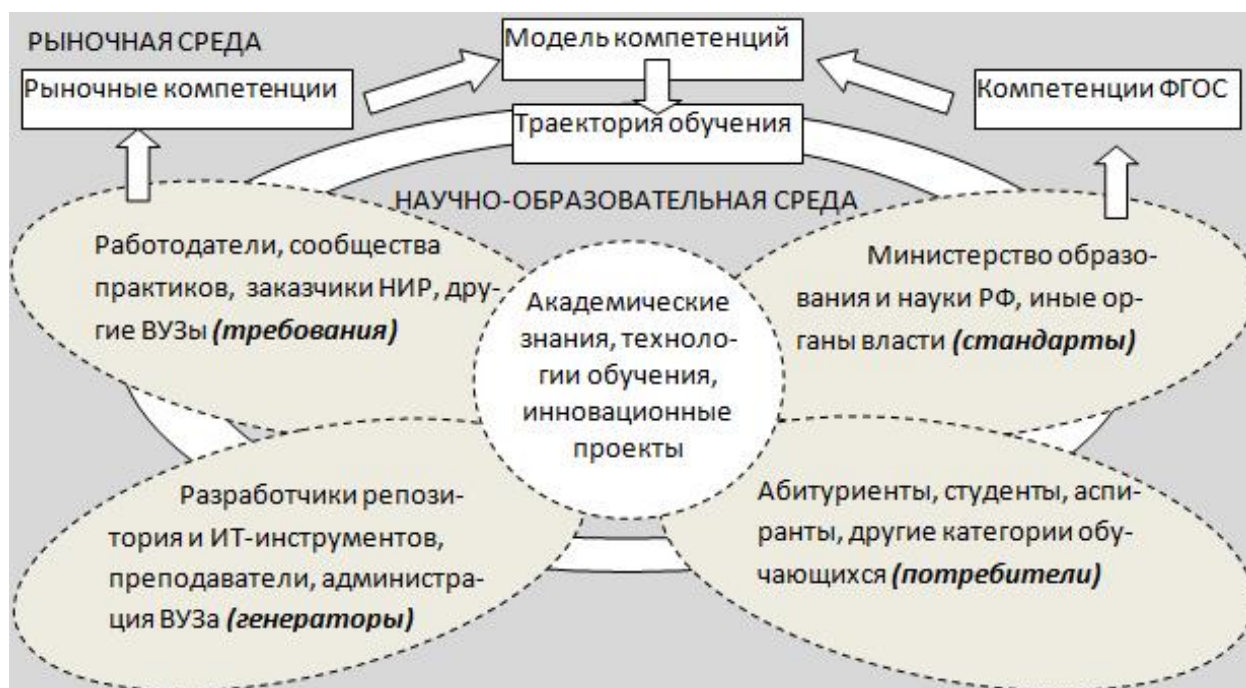 РЫНОЧНАЯ СРЕДА
Модель компетенций
Рыночные компетенции
Компетенции ФГОС
Траектория обучения
НАУЧНО-ОБРАЗОВАТЕЛЬНАЯ СРЕДА
Работодатели, сообщества
практиков, заказчики НИР, дру-
гие ВУЗы (требования)
Министерство образо-
вания и науки РФ, иные ор-
ганы власти (стандарты)
Академические
знания, техноло-
гии обучения,
инновационные
проекты
Разработчики репози-
тория и ИТ-инструментов,
преподаватели, администра-
ция ВУЗа (генераторы)
Абитуриенты, студенты, аспи-
ранты, другие категории обу-
чающихся (потребители)